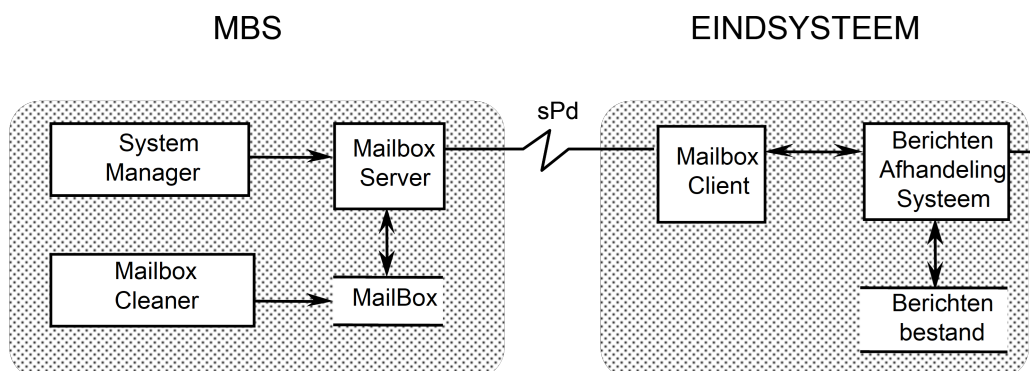 MBS
EINDSYSTEEM
System
Manager
Mailbox
Server
sPd
Mailbox
Client
Berichten
Afhandeling
Systeem
Mailbox
Cleaner
MailBox
Berichten
bestand